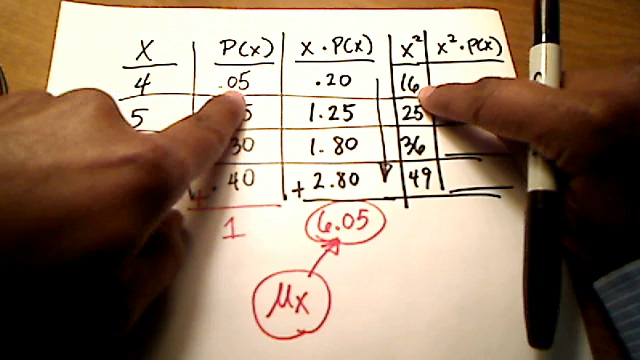 X P(x) X · P(x) x² x² · P(x)
4 .05 .20 16
5 5 1.25 25
30 1.80 36
+ .40 + 2.80 49
1 6.05
μx